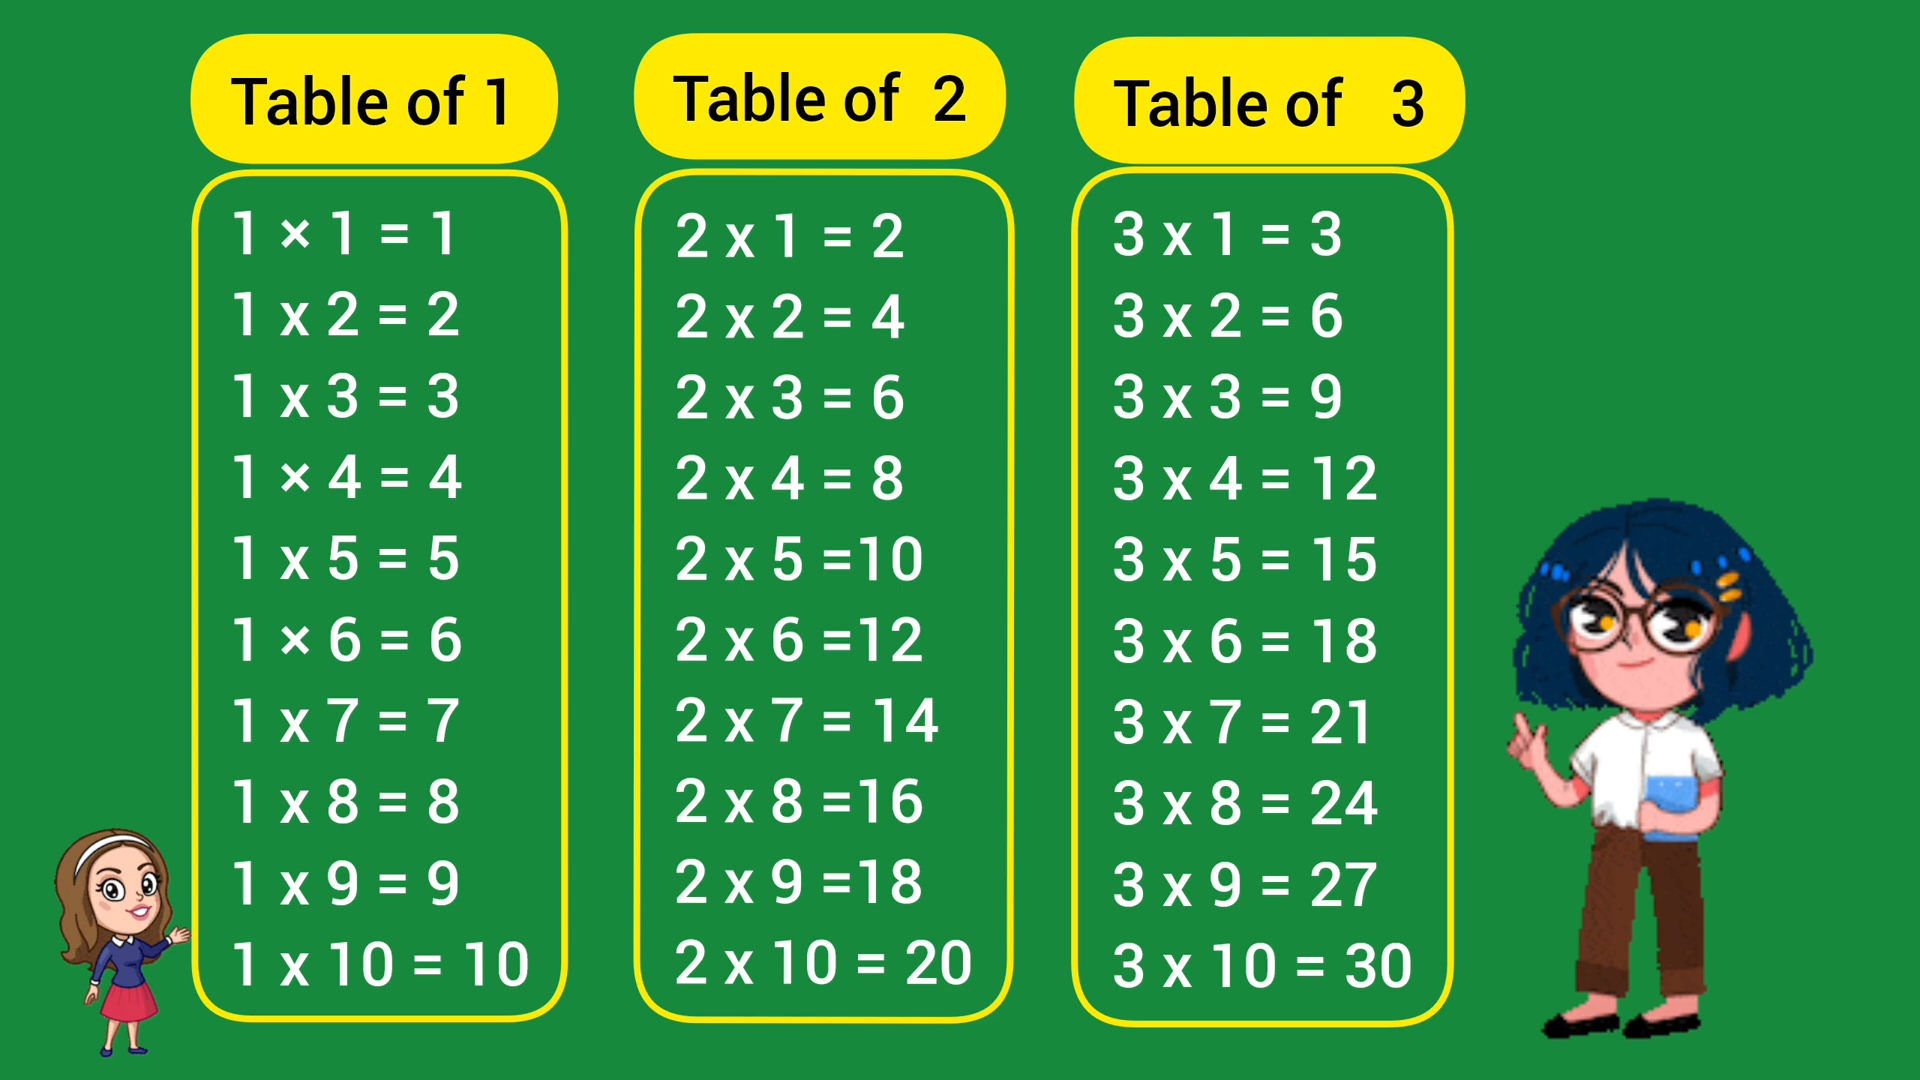 Table of 1
1 × 1 = 1
1 x 2 = 2
1 x 3 = 3
1 × 4 = 4
1 x 5 = 5
1 × 6 = 6
1 x 7 = 7
1 x 8 = 8
1 x 9 = 9
1 x 10 = 10
Table of 2
2 x 1 = 2
2 x 2 = 4
2 x 3 = 6
2 x 4 = 8
2 x 5 =10
2 x 6 =12
2 x 7 = 14
2 x 8 =16
2 x 9 =18
2 x 10 = 20
Table of 3
3 x 1 = 3
3 x 2 = 6
3 x 3 = 9
3 x 4 = 12
3 x 5 = 15
3 x 6 = 18
3 x 7 = 21
3 x 8 = 24
3 x 9 = 27
3 x 10 = 30